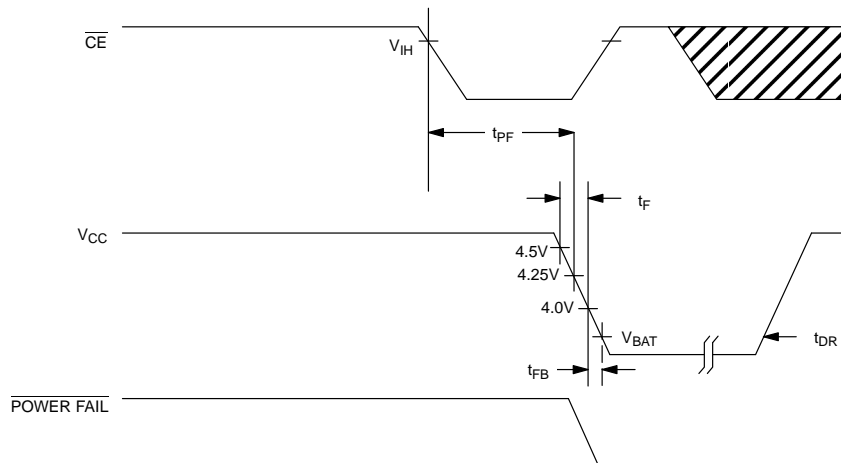 CE
V_IH
t_PF
t_F
V_CC
4.5V
4.25V
4.0V
V_BAT
t_DR
t_FB
POWER FAIL